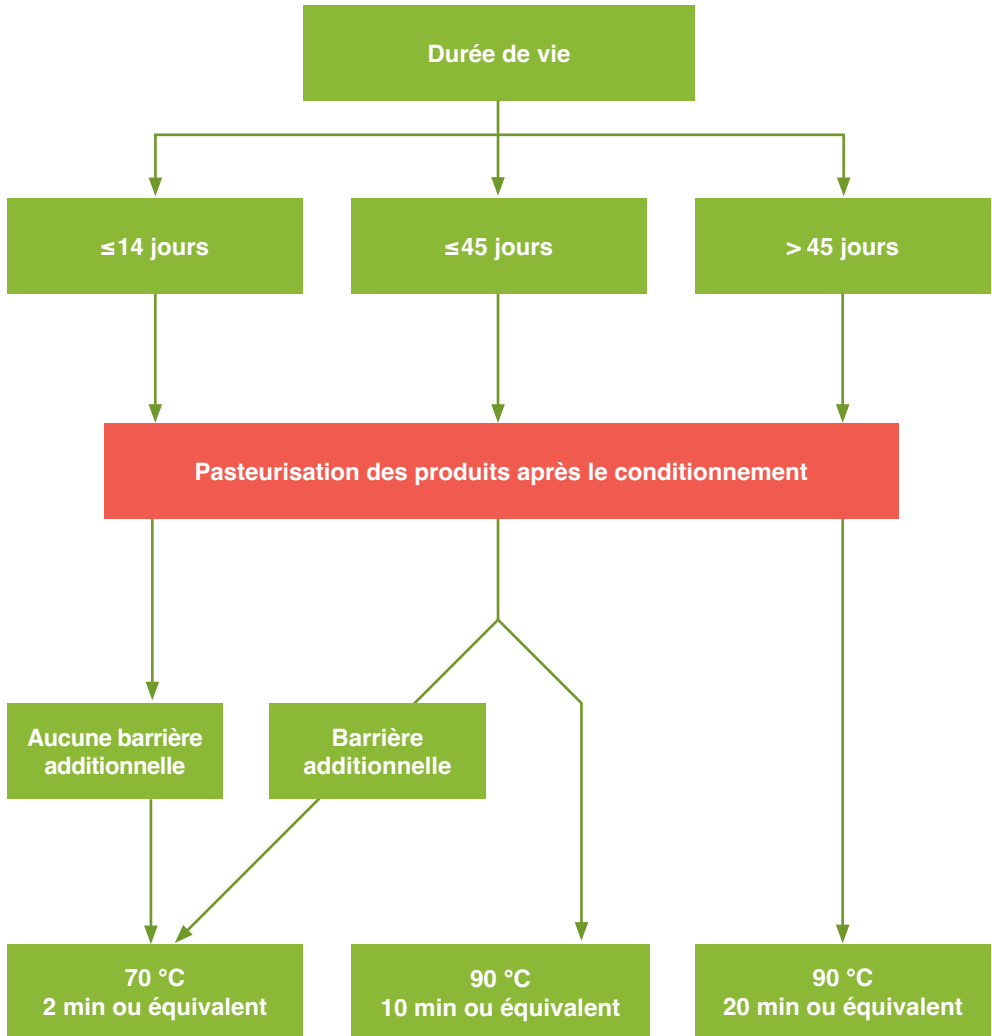 Durée de vie
≤14 jours
≤45 jours
> 45 jours
Pasteurisation des produits après le conditionnement
Aucune barrière
additionnelle
Barrière
additionnelle
70 °C
2 min ou équivalent
90 °C
10 min ou équivalent
90 °C
20 min ou équivalent